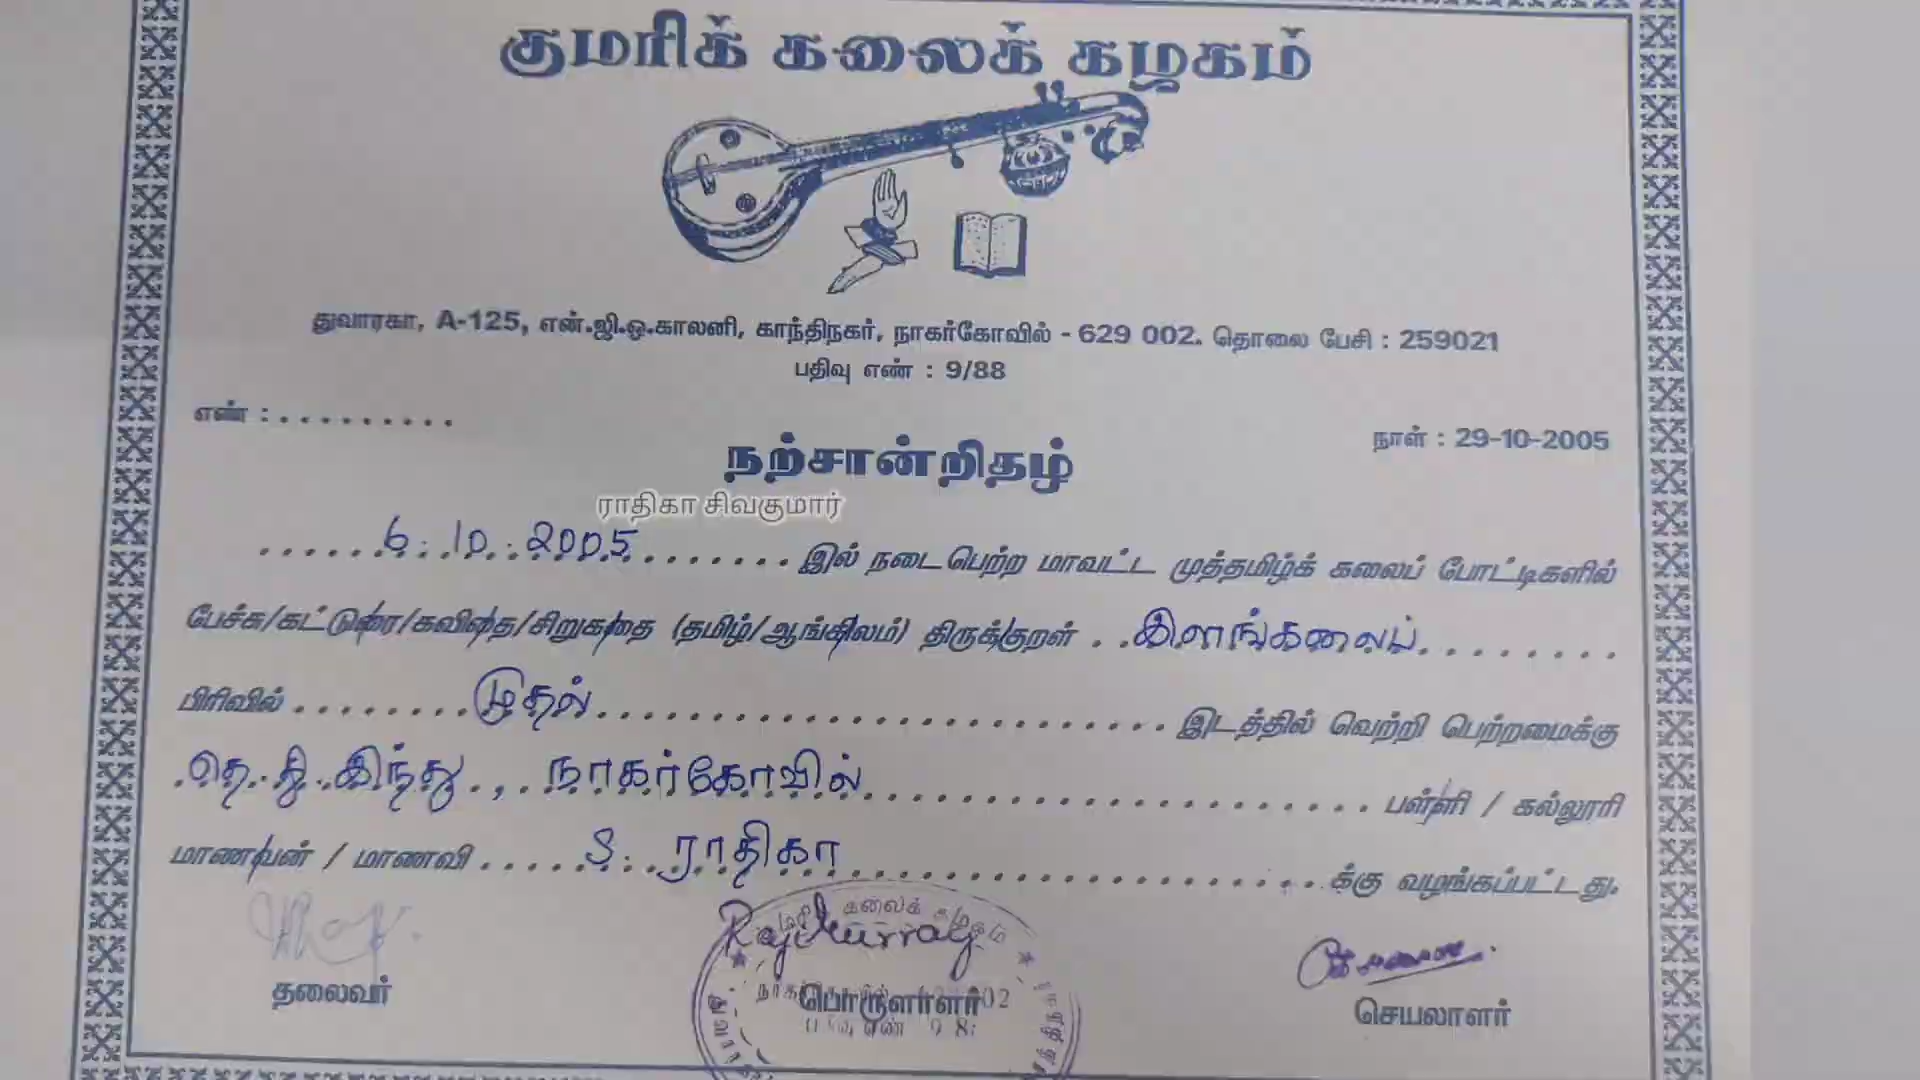 குமரிக் கலைக் கழகம்
துவாரகா, A-125, என்.ஜி.ஓ.காலனி, காந்திநகர், நாகர்கோவில் - 629 002. தொலை பேசி : 259021
பதிவு எண் : 9/88
எண் : . . . . . . . . . .
நாள் : 29-10-2005
நற்சான்றிதழ்
ராதிகா சிவகுமார்
6.10.2005 இல் நடைபெற்ற மாவட்ட முத்தமிழ்க் கலைப் போட்டிகளில்
பேச்சு/கட்டுரை/கவிதை/சிறுகதை (தமிழ்/ஆங்கிலம்) திருக்குறள் இளங்கலைப்
பிரிவில் முதல் இடத்தில் வெற்றி பெற்றமைக்கு
தெ.தி.இந்து, நாகர்கோவில் பள்ளி / கல்லூரி
மாணவன் / மாணவி S. ராதிகா க்கு வழங்கப்பட்டது.
கலைக் கழகம்
தலைவர்
பொருளாளர்
செயலாளர்